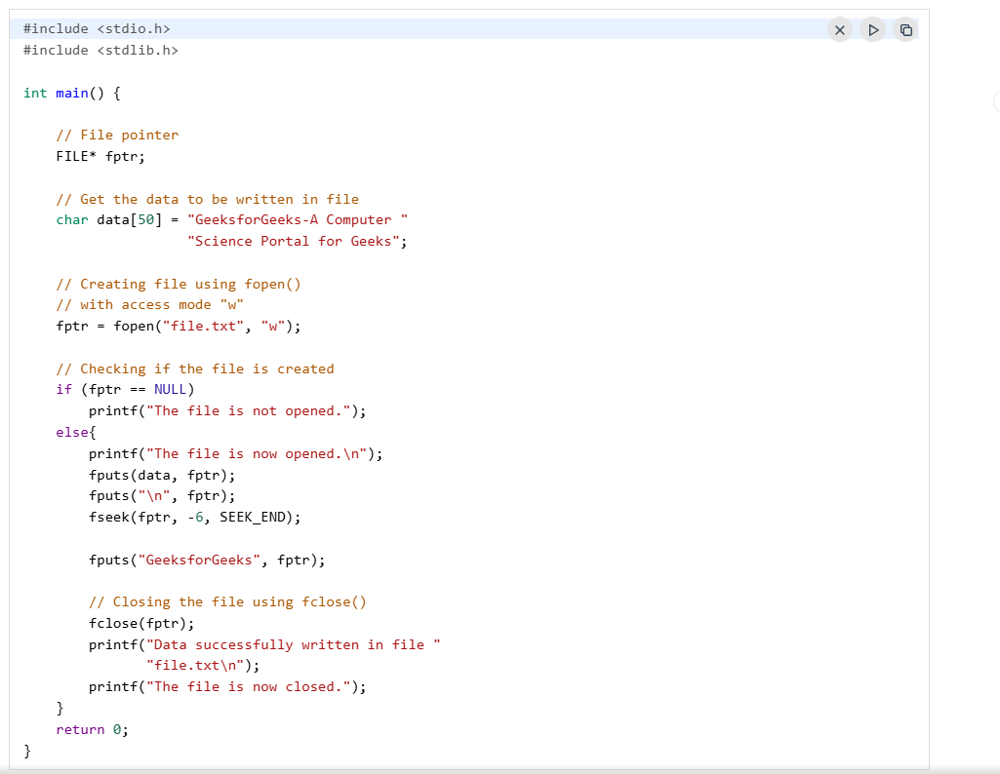 #include <stdio.h>
#include <stdlib.h>
int main() {
// File pointer
FILE* fptr;
// Get the data to be written in file
char data[50] = "GeeksforGeeks-A Computer "
"Science Portal for Geeks";
// Creating file using fopen()
// with access mode "w"
fptr = fopen("file.txt", "w");
// Checking if the file is created
if (fptr == NULL)
printf("The file is not opened.");
else{
printf("The file is now opened.\n");
fputs(data, fptr);
fputs("\n", fptr);
fseek(fptr, -6, SEEK_END);
fputs("GeeksforGeeks", fptr);
// Closing the file using fclose()
fclose(fptr);
printf("Data successfully written in file "
"file.txt\n");
printf("The file is now closed.");
}
return 0;
}